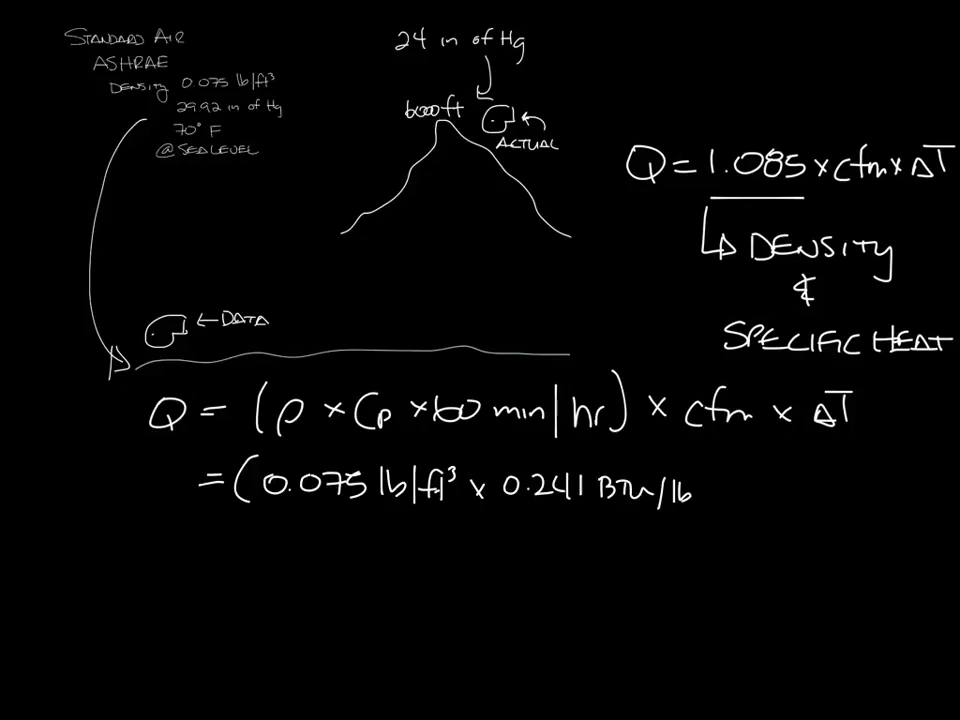 STANDARD AIR
ASHRAE
DENSITY 0.075 lb/ft³
29.92 in of Hg
70° F
@ SEA LEVEL
24 in of Hg
6000 ft
ACTUAL
Q = 1.085 x cfm x ΔT
DENSITY
&
SPECIFIC HEAT
← DATA
Q = (ρ x Cp x 60 min/hr) x cfm x ΔT
= (0.075 lb/ft³ x 0.241 BTU/lb